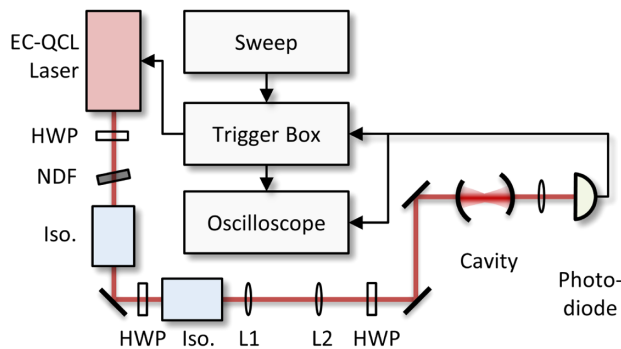 EC-QCL
Laser
Sweep
HWP
Trigger Box
NDF
Iso.
Oscilloscope
Cavity
Photo-
diode
HWP
Iso.
L1
L2
HWP